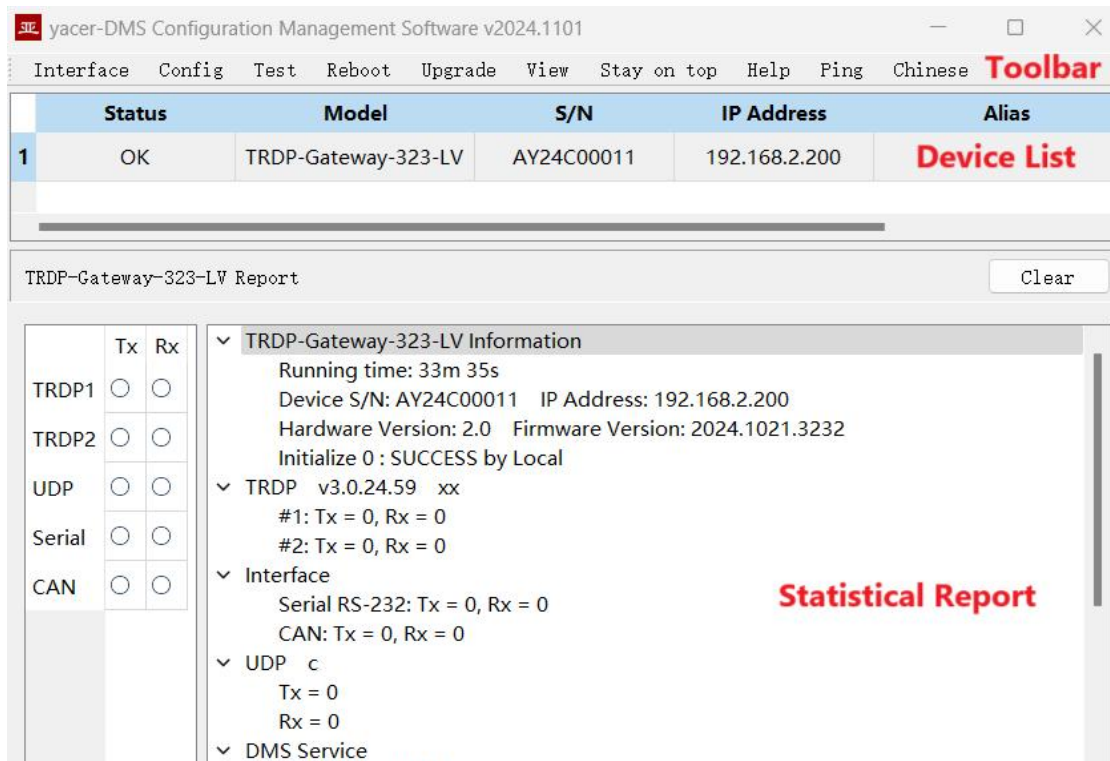 yacer-DMS Configuration Management Software v2024.1101
Interface Config Test Reboot Upgrade View Stay on top Help Ping Chinese Toolbar
Status Model S/N IP Address Alias
1 OK TRDP-Gateway-323-LV AY24C00011 192.168.2.200 Device List
TRDP-Gateway-323-LV Report Clear
Tx Rx
TRDP1
TRDP2
UDP
Serial
CAN
TRDP-Gateway-323-LV Information
Running time: 33m 35s
Device S/N: AY24C00011 IP Address: 192.168.2.200
Hardware Version: 2.0 Firmware Version: 2024.1021.3232
Initialize 0 : SUCCESS by Local
TRDP v3.0.24.59 xx
#1: Tx = 0, Rx = 0
#2: Tx = 0, Rx = 0
Interface
Serial RS-232: Tx = 0, Rx = 0
CAN: Tx = 0, Rx = 0
Statistical Report
UDP c
Tx = 0
Rx = 0
DMS Service